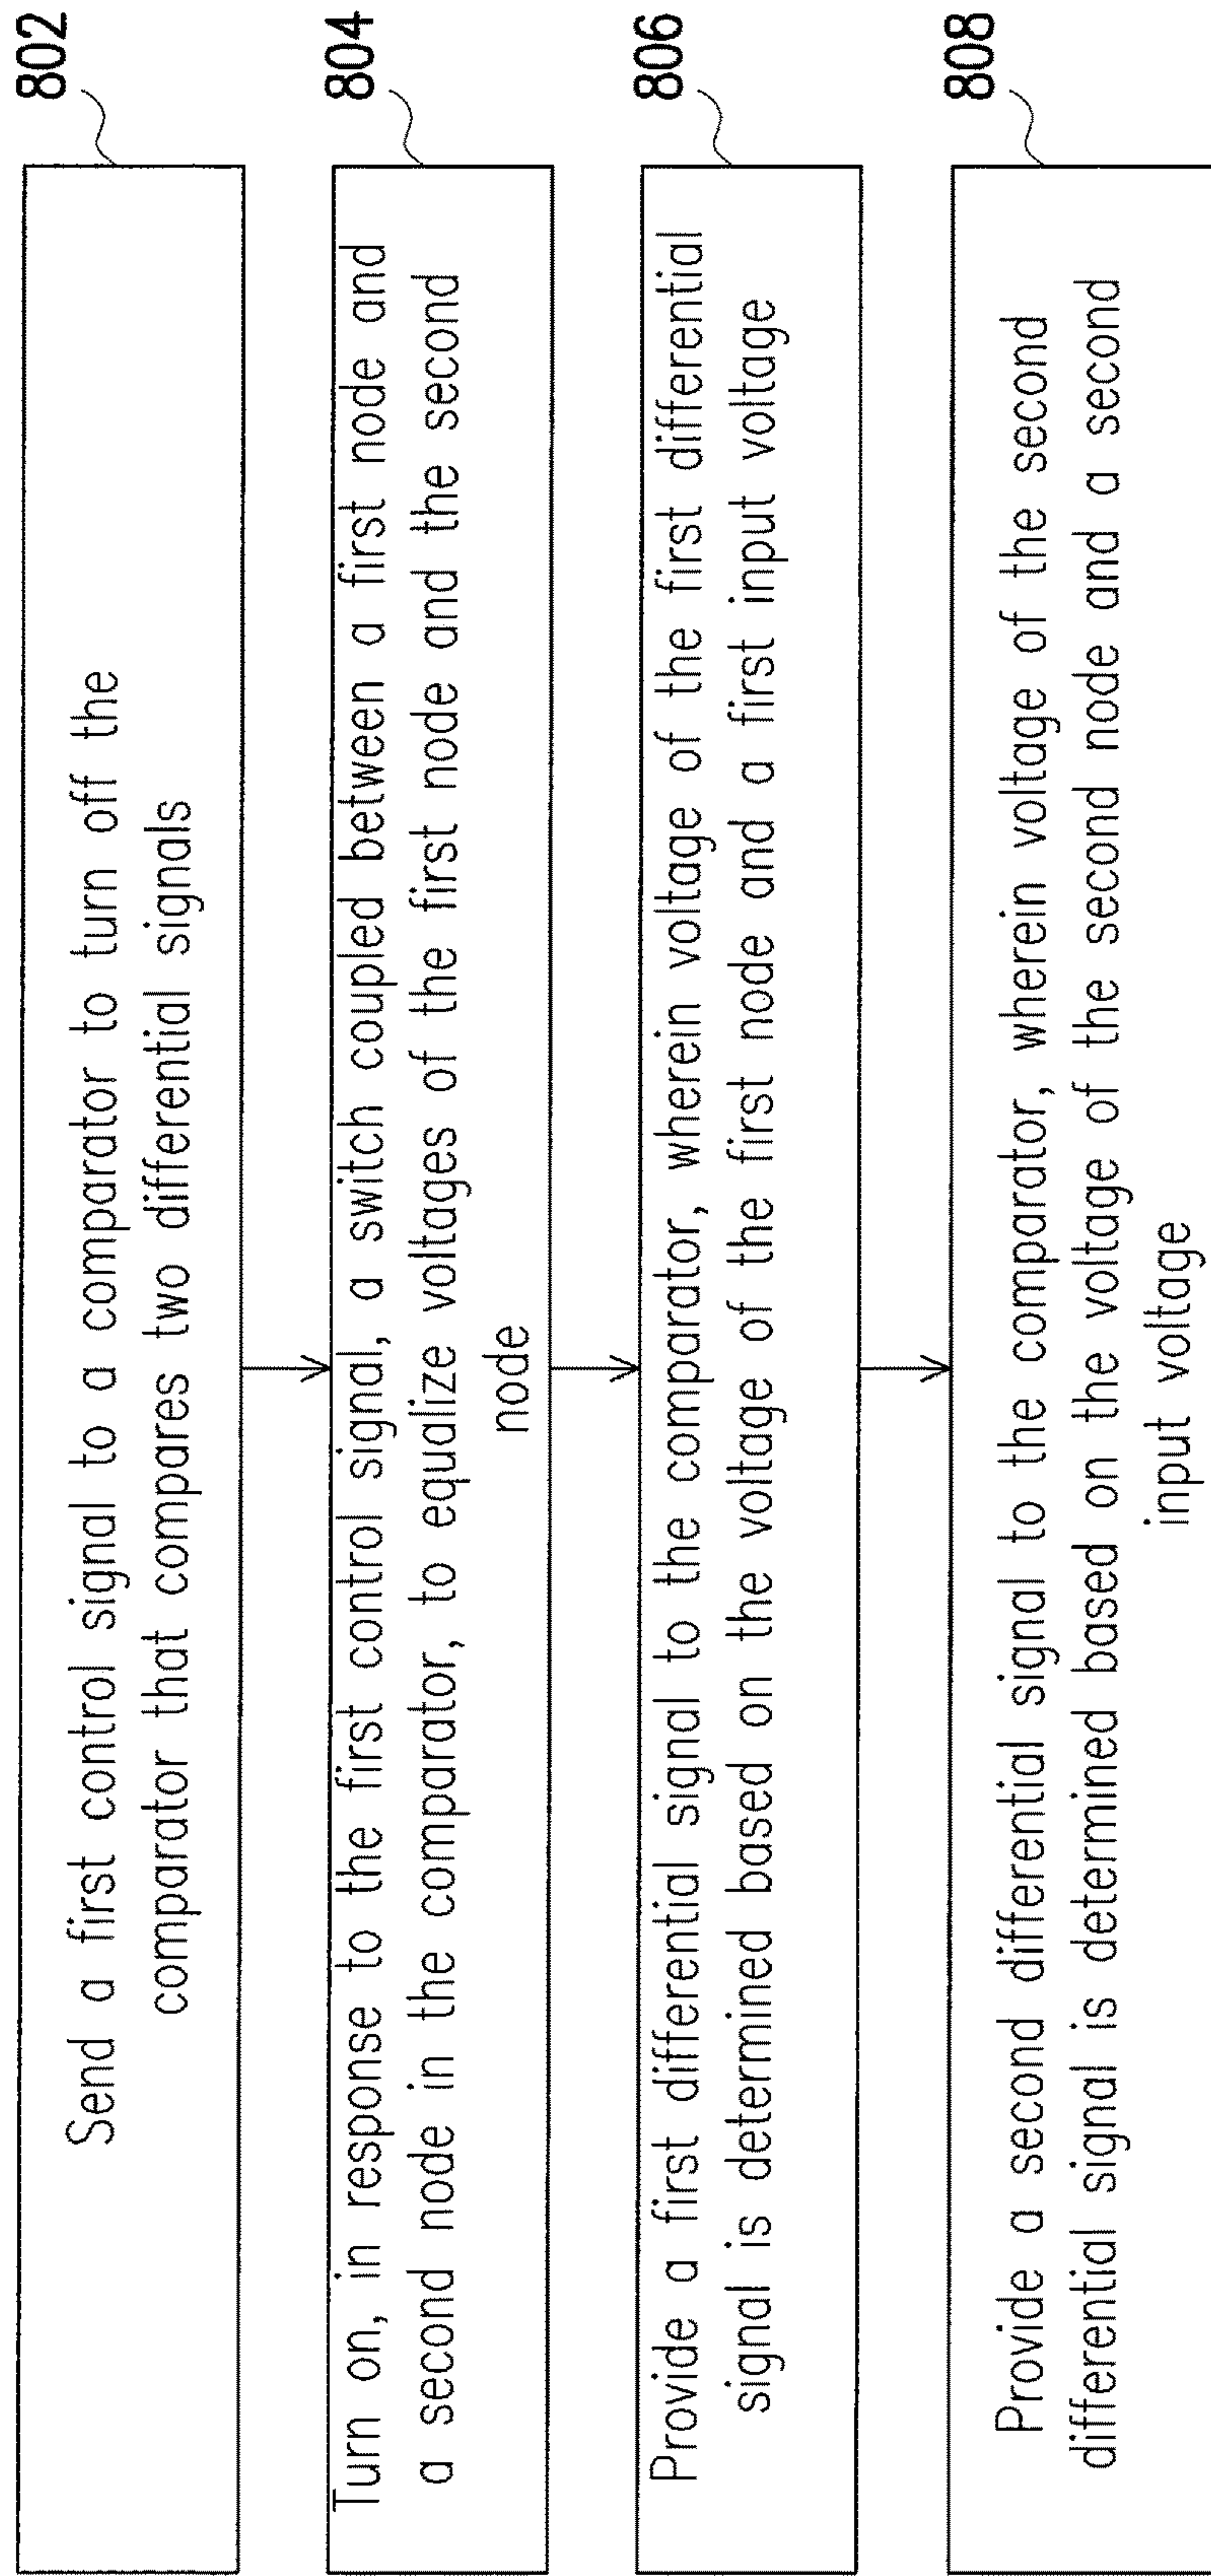 802
Send a first control signal to a comparator to turn off the
comparator that compares two differential signals
804
Turn on, in response to the first control signal, a switch coupled between a first node and
a second node in the comparator, to equalize voltages of the first node and the second
node
806
Provide a first differential signal to the comparator, wherein voltage of the first differential
signal is determined based on the voltage of the first node and a first input voltage
808
Provide a second differential signal to the comparator, wherein voltage of the second
differential signal is determined based on the voltage of the second node and a second
input voltage